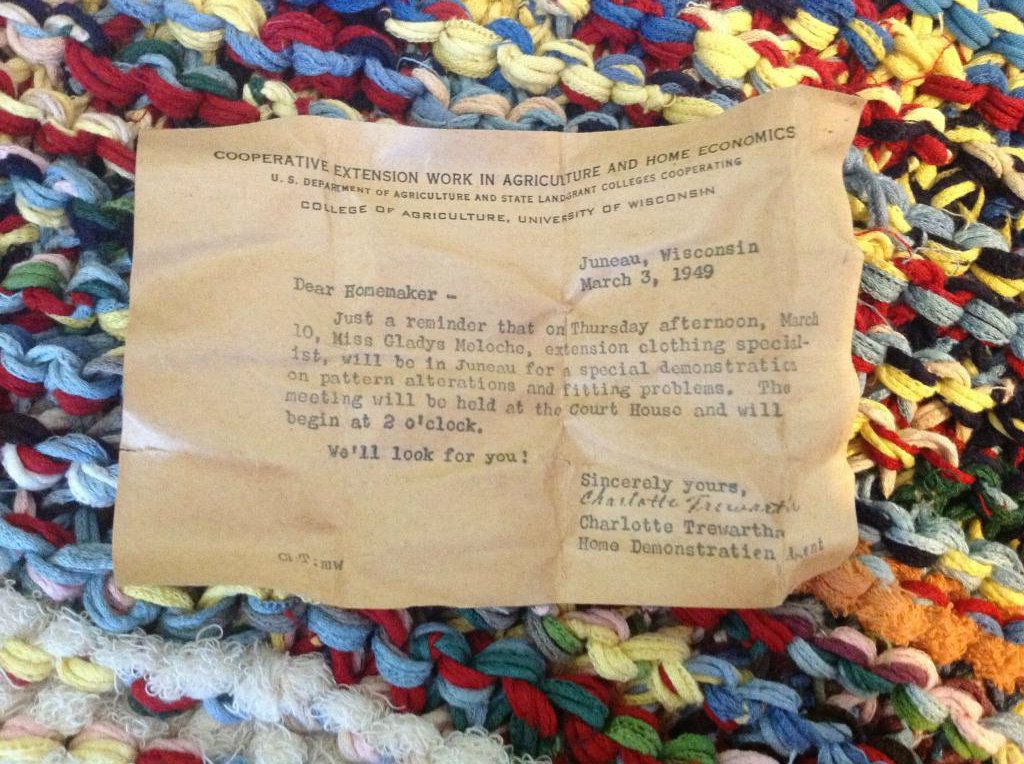 COOPERATIVE EXTENSION WORK IN AGRICULTURE AND HOME ECONOMICS
U. S. DEPARTMENT OF AGRICULTURE AND STATE LAND GRANT COLLEGES COOPERATING
COLLEGE OF AGRICULTURE, UNIVERSITY OF WISCONSIN
Juneau, Wisconsin
March 3, 1949
Dear Homemaker -
Just a reminder that on Thursday afternoon, March
10, Miss Gladys Meloche, extension clothing special-
ist, will be in Juneau for a special demonstration
on pattern alterations and fitting problems. The
meeting will be held at the Court House and will
begin at 2 o'clock.
We'll look for you!
Sincerely yours,
Charlotte Trewartha
Charlotte Trewartha
Home Demonstration Agent
CMT:mw